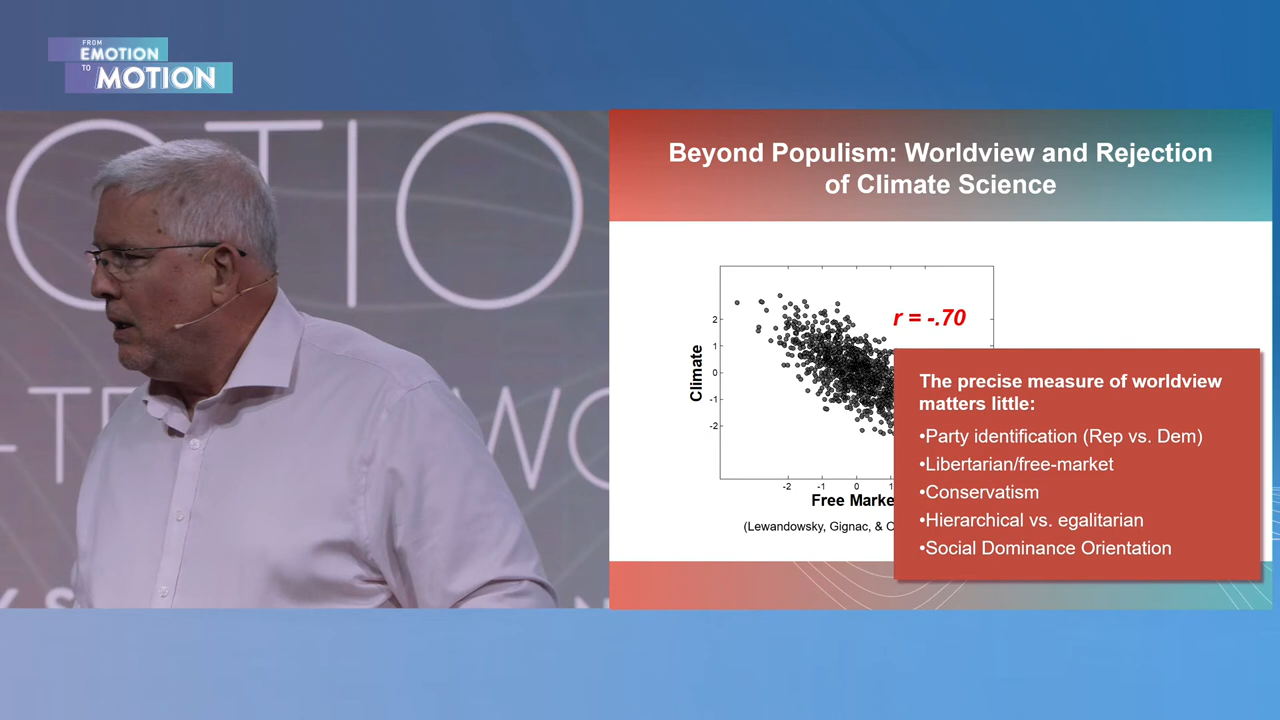 FROM
EMOTION
TO
MOTION
OTIO
Beyond Populism: Worldview and Rejection
of Climate Science
r = -.70
2
1
0
-1
-2
Climate
-2 -1 0 1
Free Marke
(Lewandowsky, Gignac, & O
The precise measure of worldview
matters little:
•Party identification (Rep vs. Dem)
•Libertarian/free-market
•Conservatism
•Hierarchical vs. egalitarian
•Social Dominance Orientation